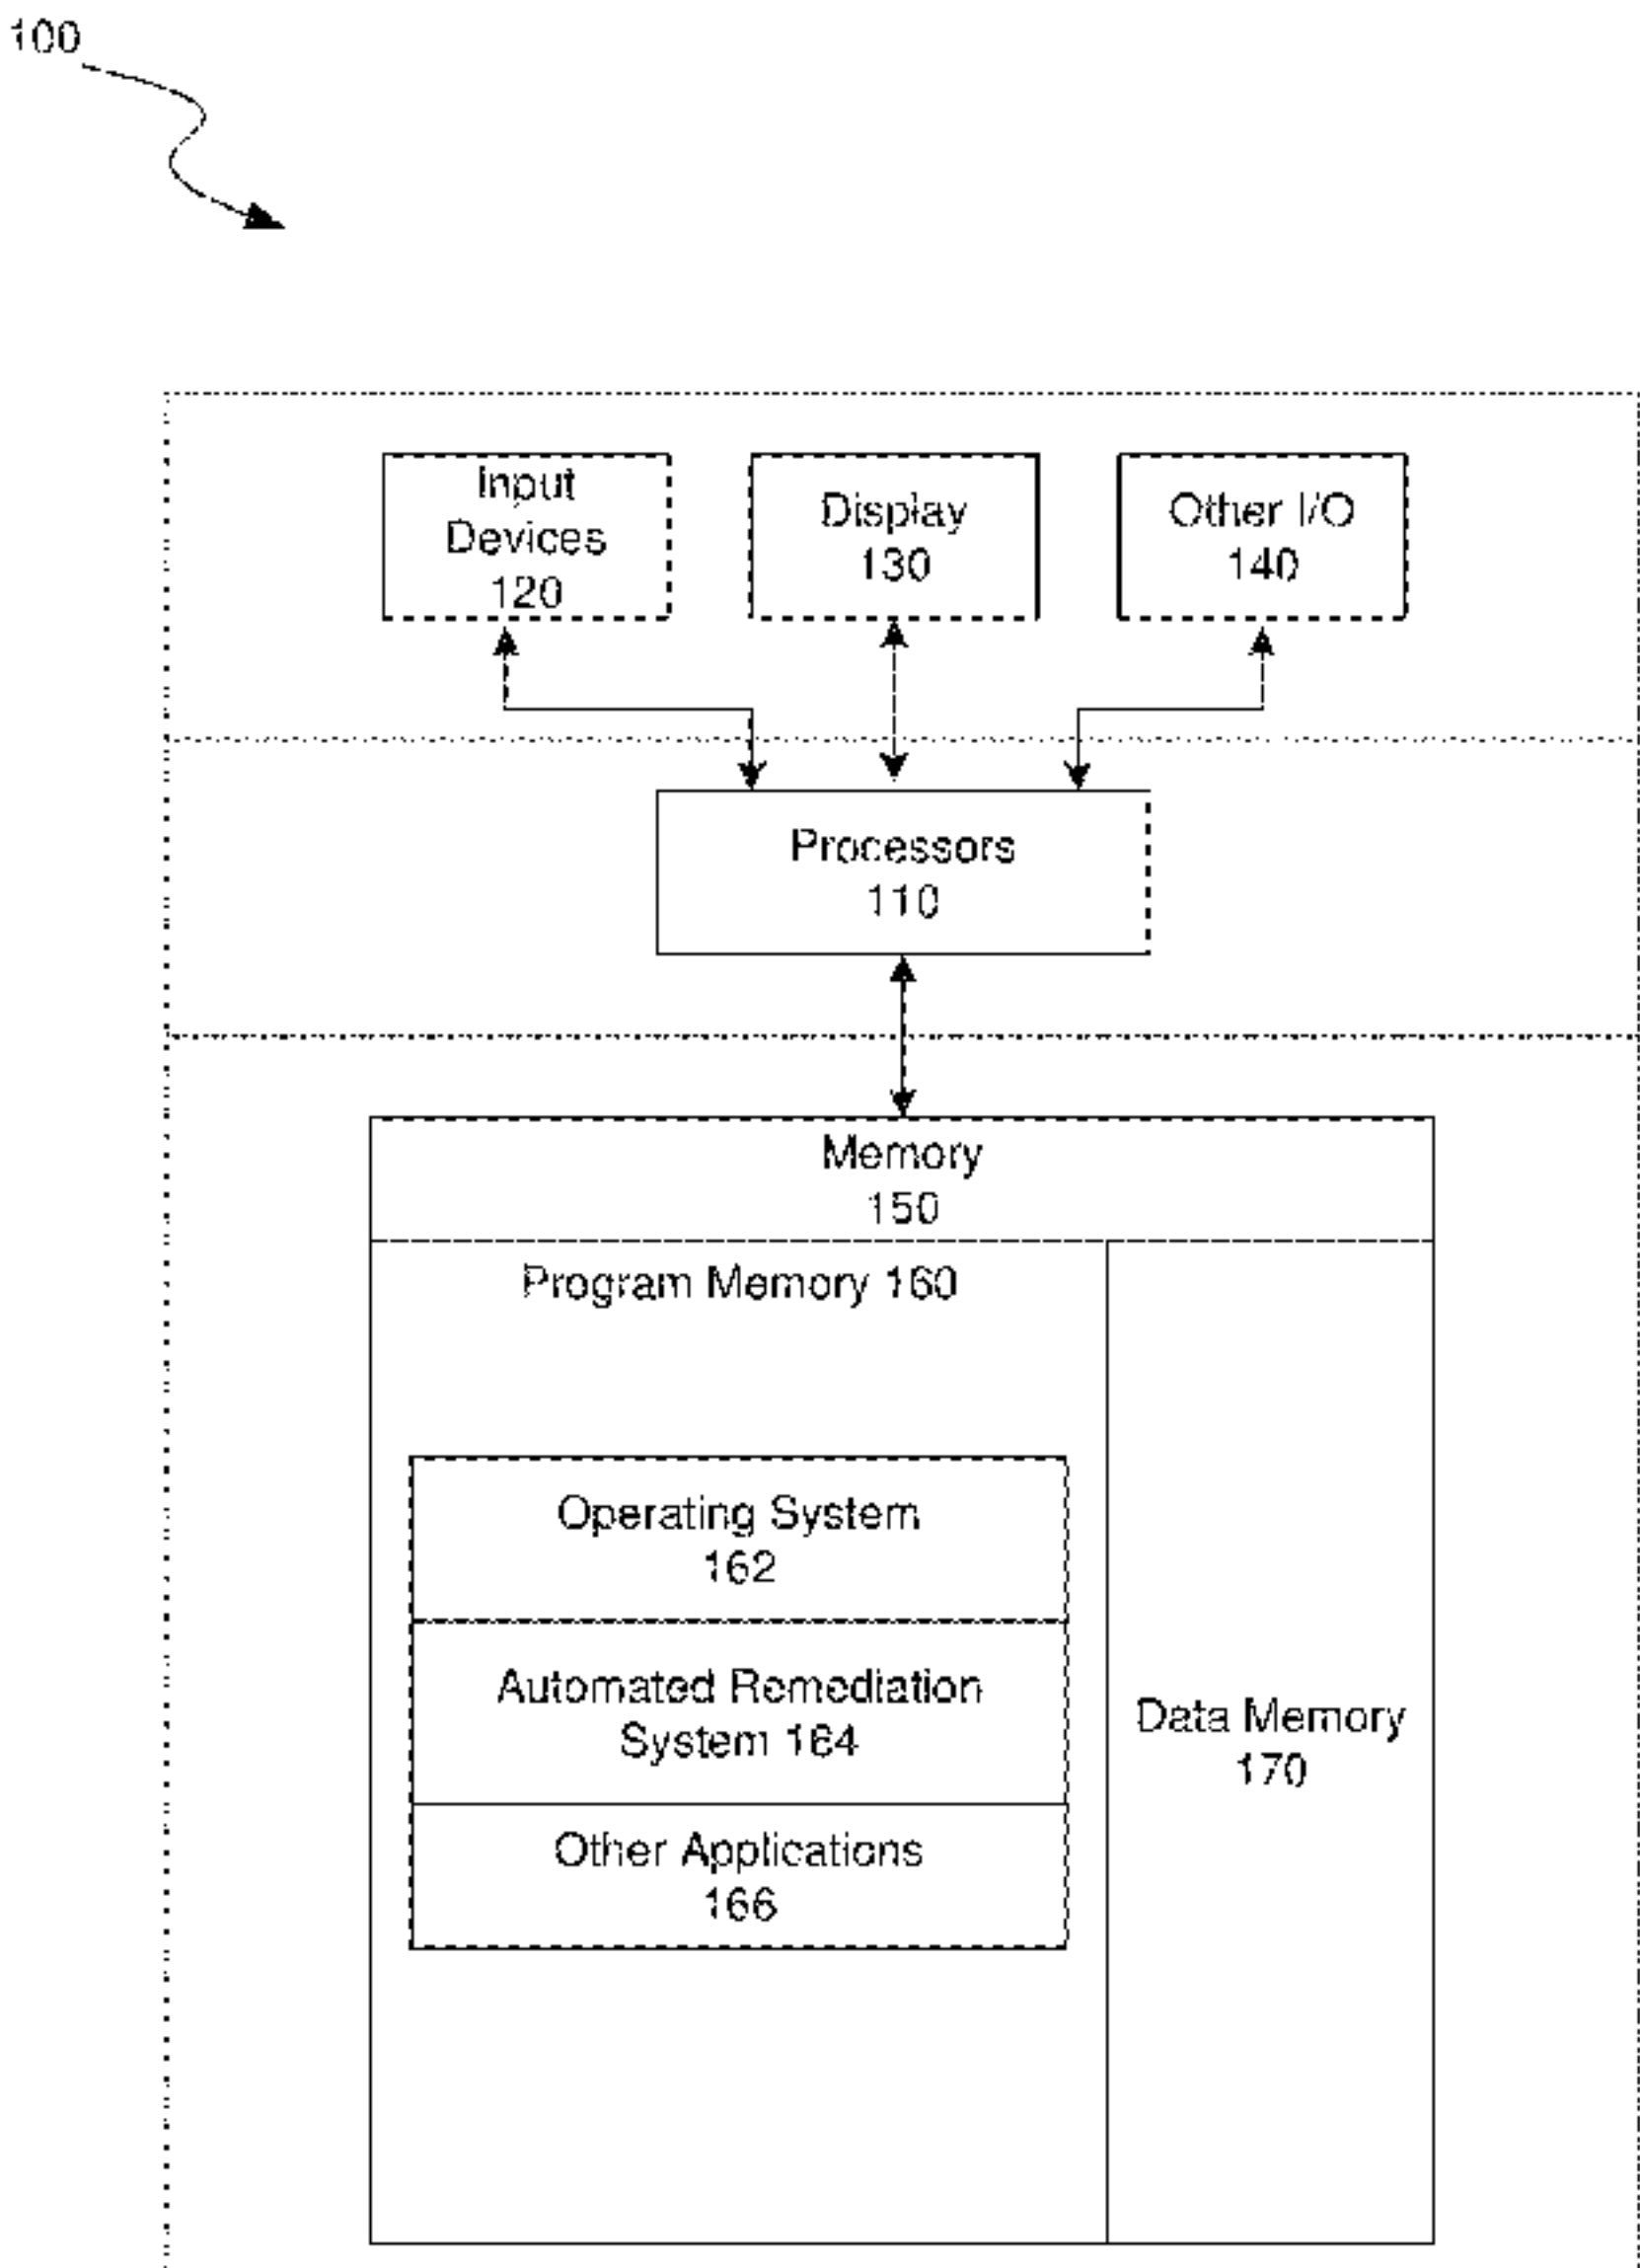 100
Input
Devices
120
Display
130
Other I/O
140
Processors
110
Memory
150
Program Memory 160
Operating System
162
Automated Remediation
System 164
Other Applications
166
Data Memory
170